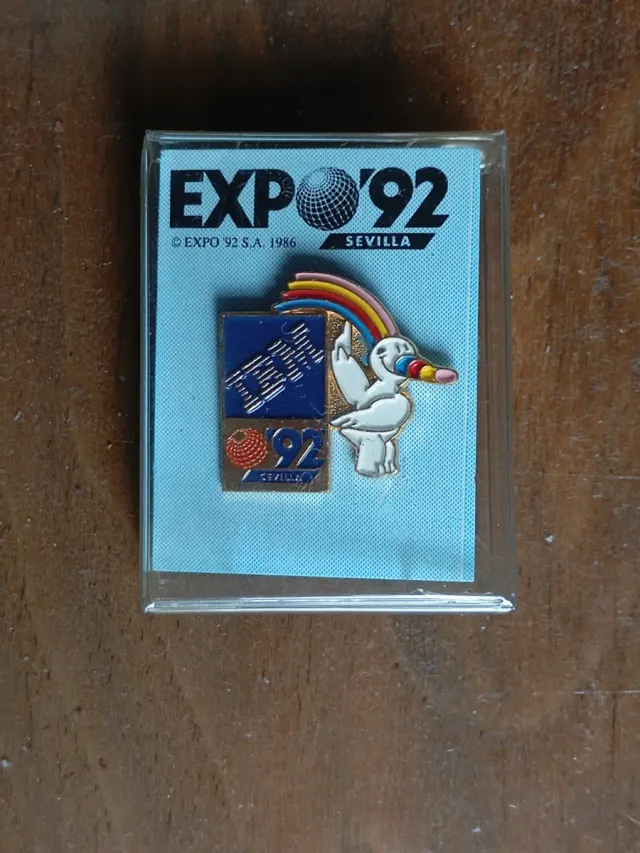 EXPO'92
SEVILLA
© EXPO '92 S.A. 1986
IBM
'92
SEVILLA